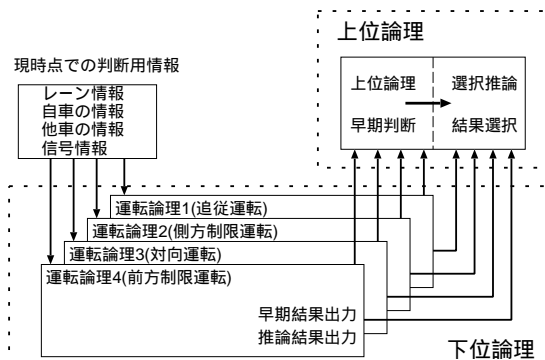 上位論理
現時点での判断用情報
レーン情報
自車の情報
他車の情報
信号情報
上位論理
早期判断
選択推論
結果選択
運転論理1(追従運転)
運転論理2(側方制限運転)
運転論理3(対向運転)
運転論理4(前方制限運転)
早期結果出力
推論結果出力
下位論理